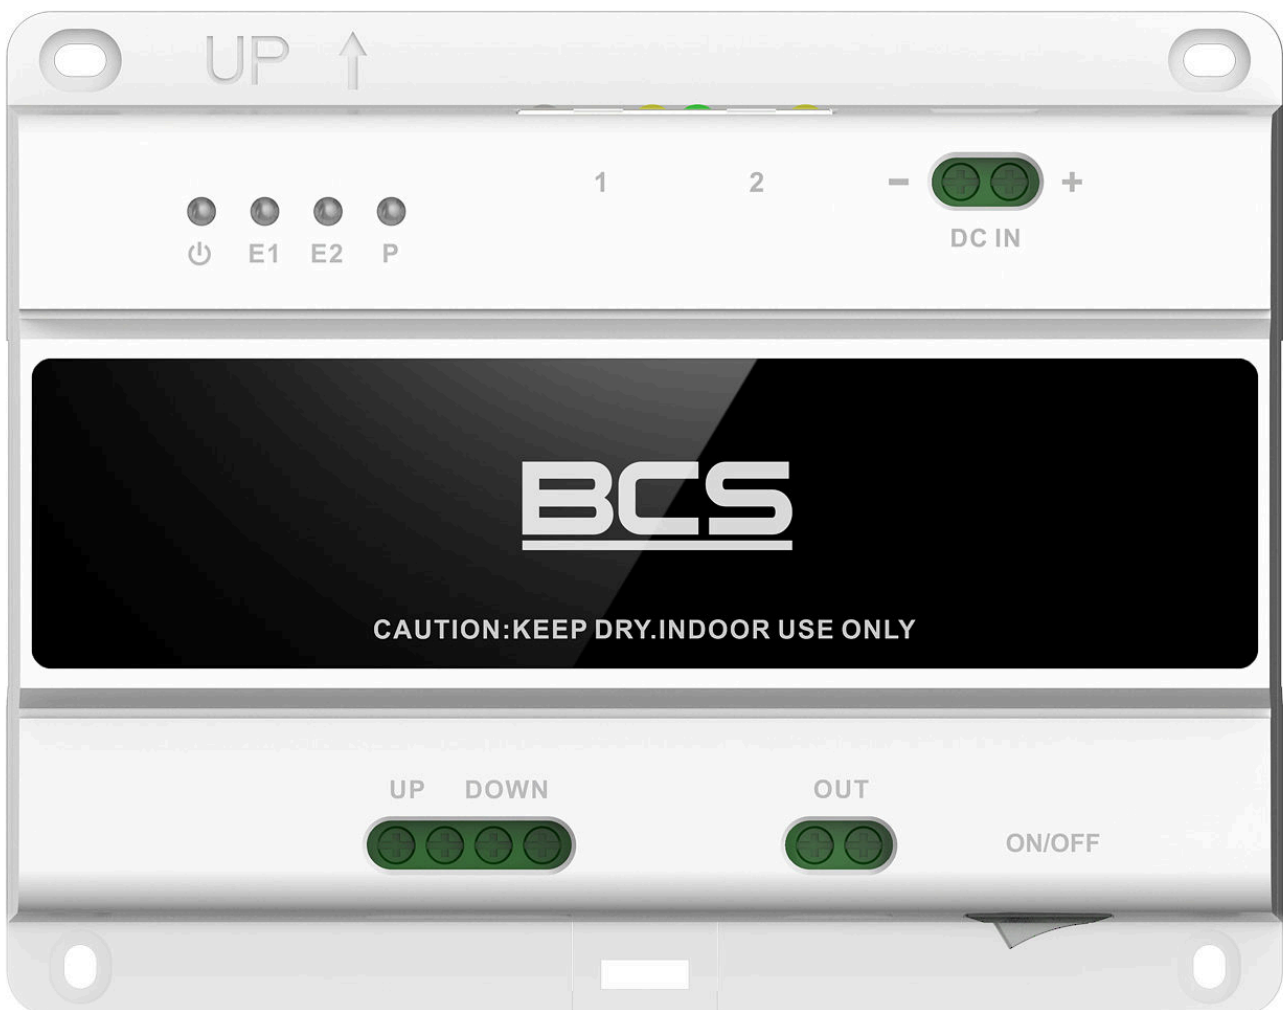 UP ↑
1 2 - +
DC IN
E1 E2 P
BCS
CAUTION:KEEP DRY.INDOOR USE ONLY
UP DOWN OUT
ON/OFF